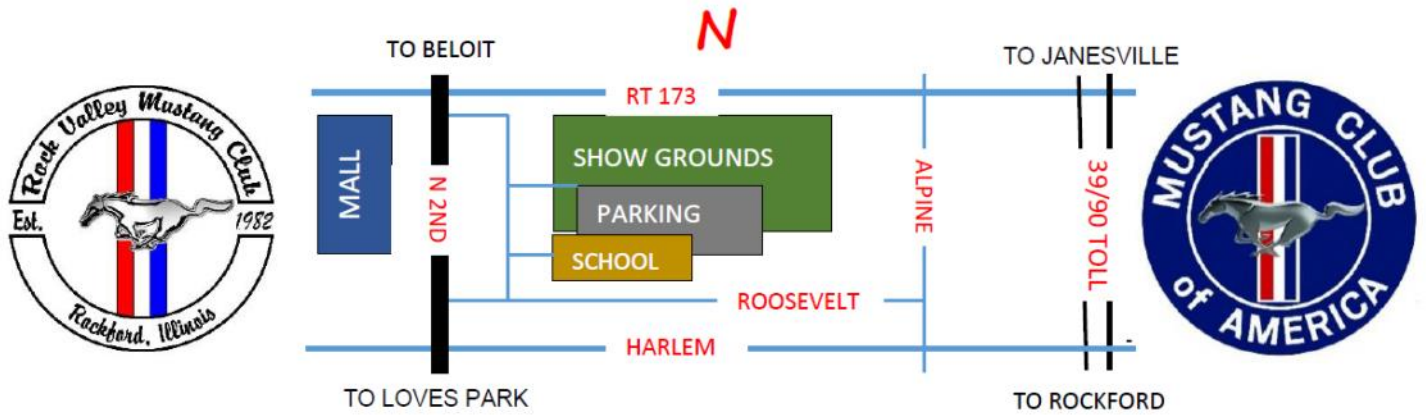 N
TO BELOIT
TO JANESVILLE
RT 173
Rock Valley Mustang Club
Est. 1982
Rockford, Illinois
MALL
N 2ND
SHOW GROUNDS
PARKING
SCHOOL
ALPINE
39/90 TOLL
MUSTANG CLUB
of AMERICA
ROOSEVELT
HARLEM
TO LOVES PARK
TO ROCKFORD